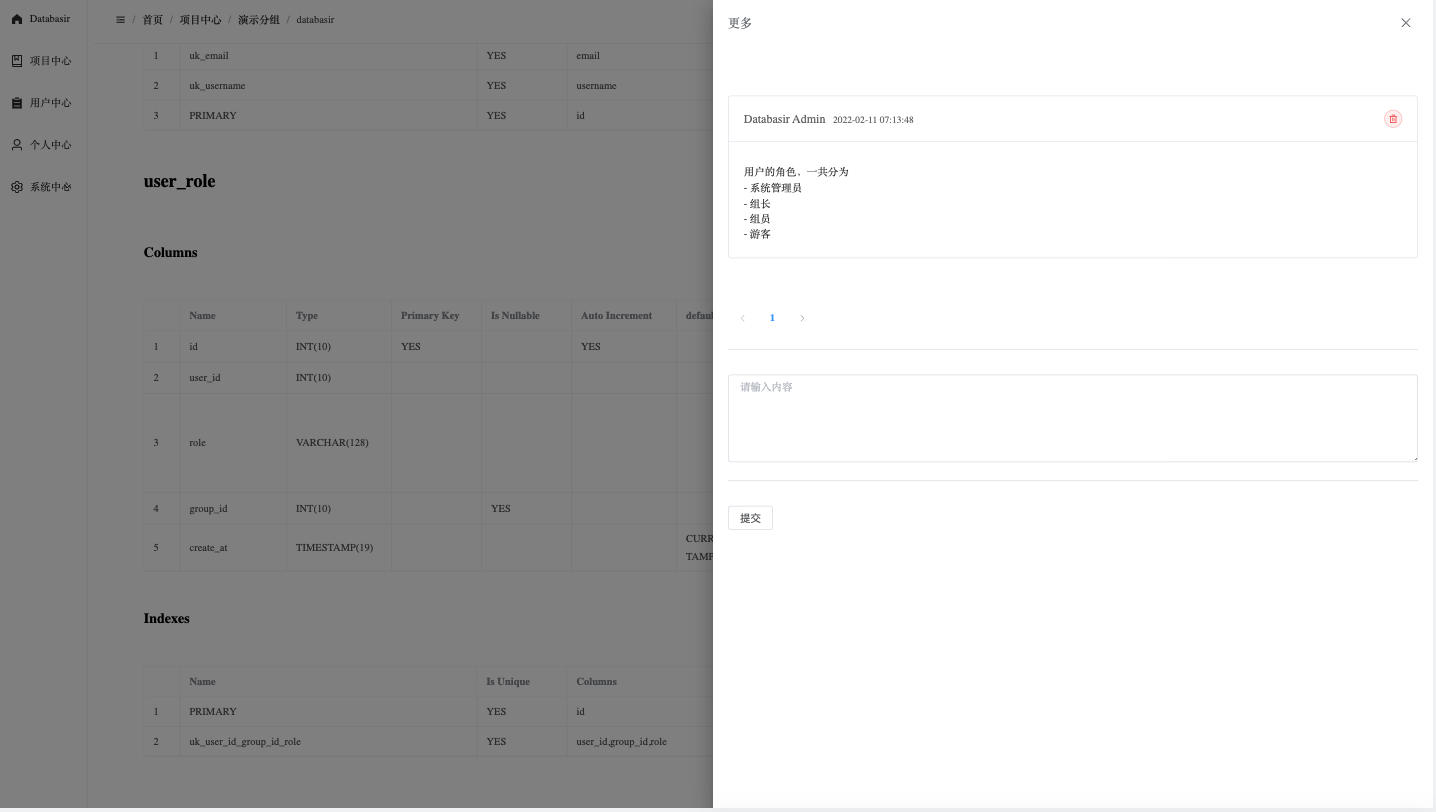 Databasir
项目中心
用户中心
个人中心
系统中心
/ 首页 / 项目中心 / 演示分组 / databasir
1 uk_email YES email
2 uk_username YES username
3 PRIMARY YES id
user_role
Columns
Name Type Primary Key Is Nullable Auto Increment defaul
1 id INT(10) YES YES
2 user_id INT(10)
3 role VARCHAR(128)
4 group_id INT(10) YES
5 create_at TIMESTAMP(19) CURR
TAMP
Indexes
Name Is Unique Columns
1 PRIMARY YES id
2 uk_user_id_group_id_role YES user_id,group_id,role
更多
Databasir Admin 2022-02-11 07:13:48
用户的角色，一共分为
- 系统管理员
- 组长
- 组员
- 游客
1
请输入内容
提交